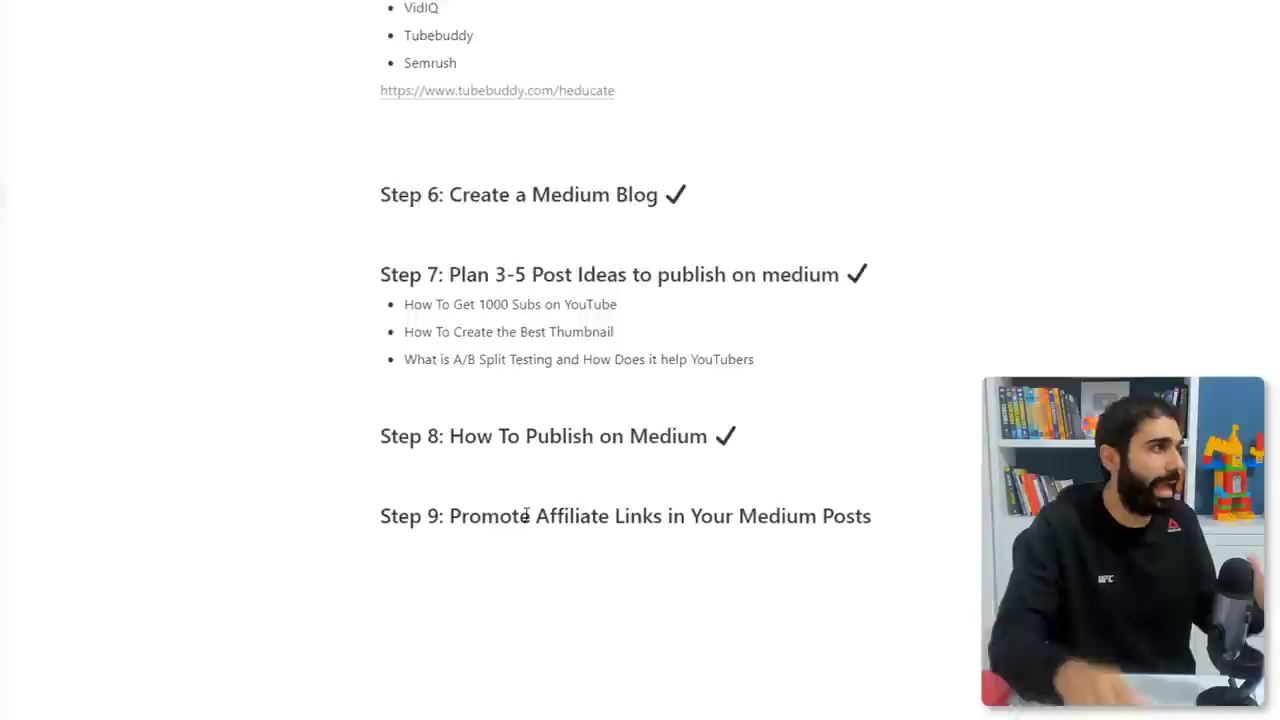 VidIQ
Tubebuddy
Semrush
https://www.tubebuddy.com/heducate
Step 6: Create a Medium Blog ✓
Step 7: Plan 3-5 Post Ideas to publish on medium ✓
How To Get 1000 Subs on YouTube
How To Create the Best Thumbnail
What is A/B Split Testing and How Does it help YouTubers
Step 8: How To Publish on Medium ✓
Step 9: Promote Affiliate Links in Your Medium Posts
UFC